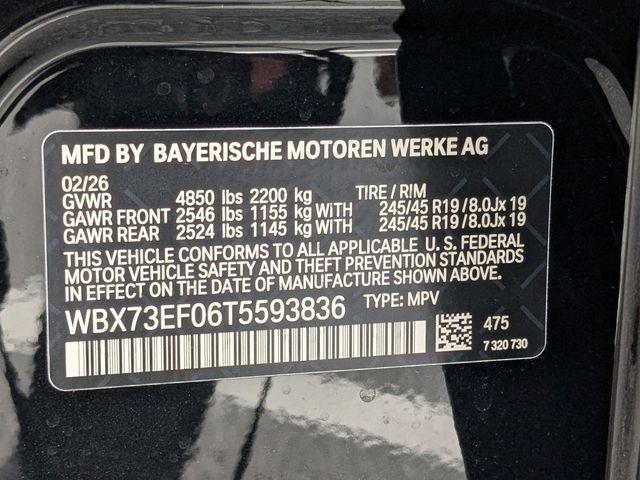 MFD BY BAYERISCHE MOTOREN WERKE AG
02/26
GVWR 4850 lbs 2200 kg TIRE / RIM
GAWR FRONT 2546 lbs 1155 kg WITH 245/45 R19 / 8.0Jx 19
GAWR REAR 2524 lbs 1145 kg WITH 245/45 R19 / 8.0Jx 19
THIS VEHICLE CONFORMS TO ALL APPLICABLE U. S. FEDERAL
MOTOR VEHICLE SAFETY AND THEFT PREVENTION STANDARDS
IN EFFECT ON THE DATE OF MANUFACTURE SHOWN ABOVE.
WBX73EF06T5593836 TYPE: MPV
475
7 320 730